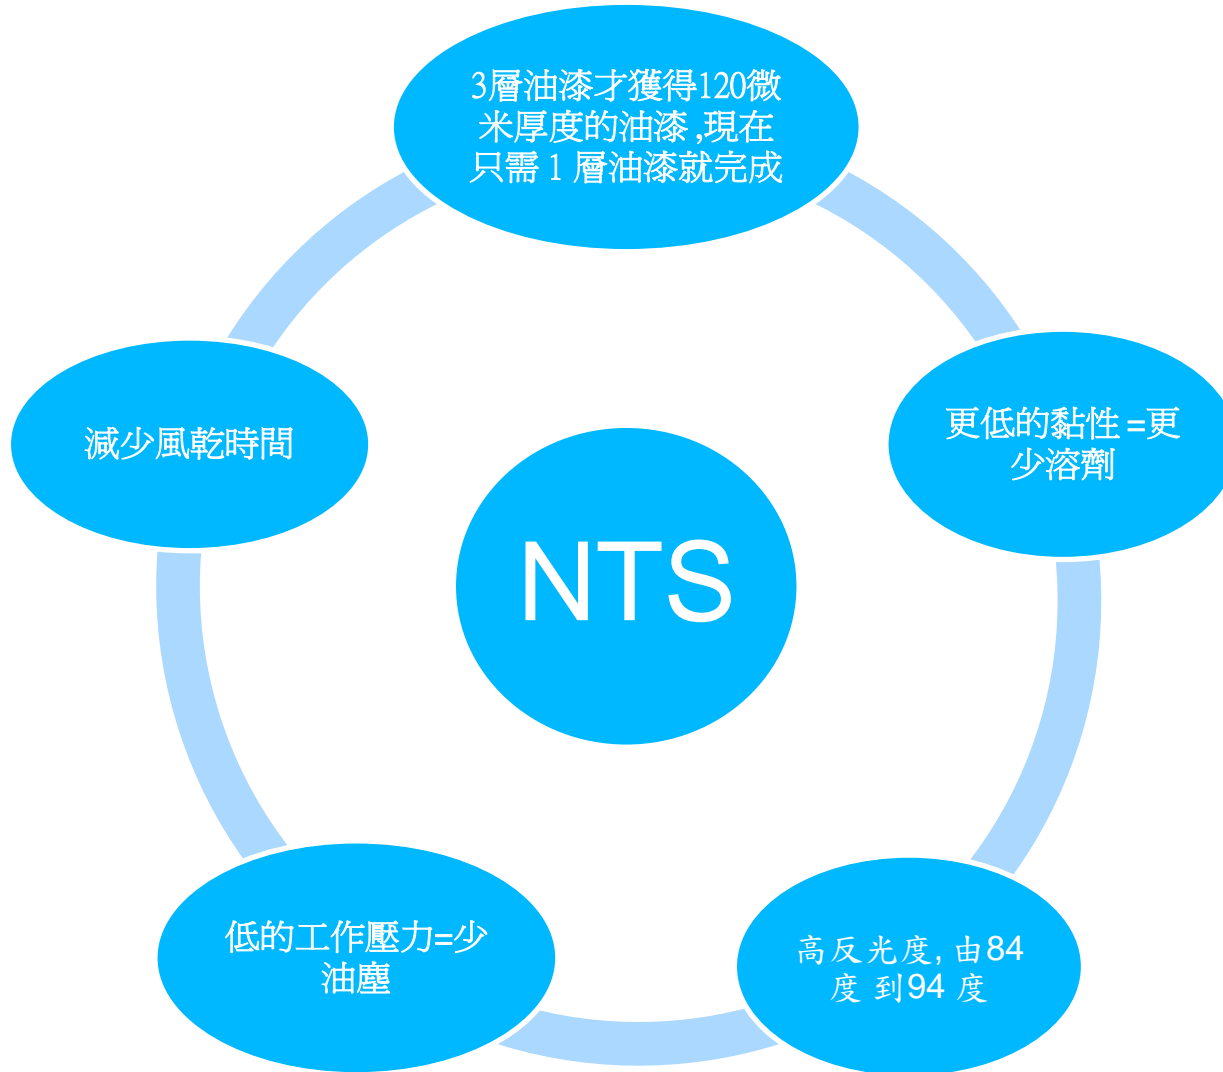 3層油漆才獲得120微
米厚度的油漆 ,現在
只需 1 層油漆就完成
更低的黏性 =更
少溶劑
高反光度, 由84
度 到94 度
低的工作壓力=少
油塵
減少風乾時間
NTS